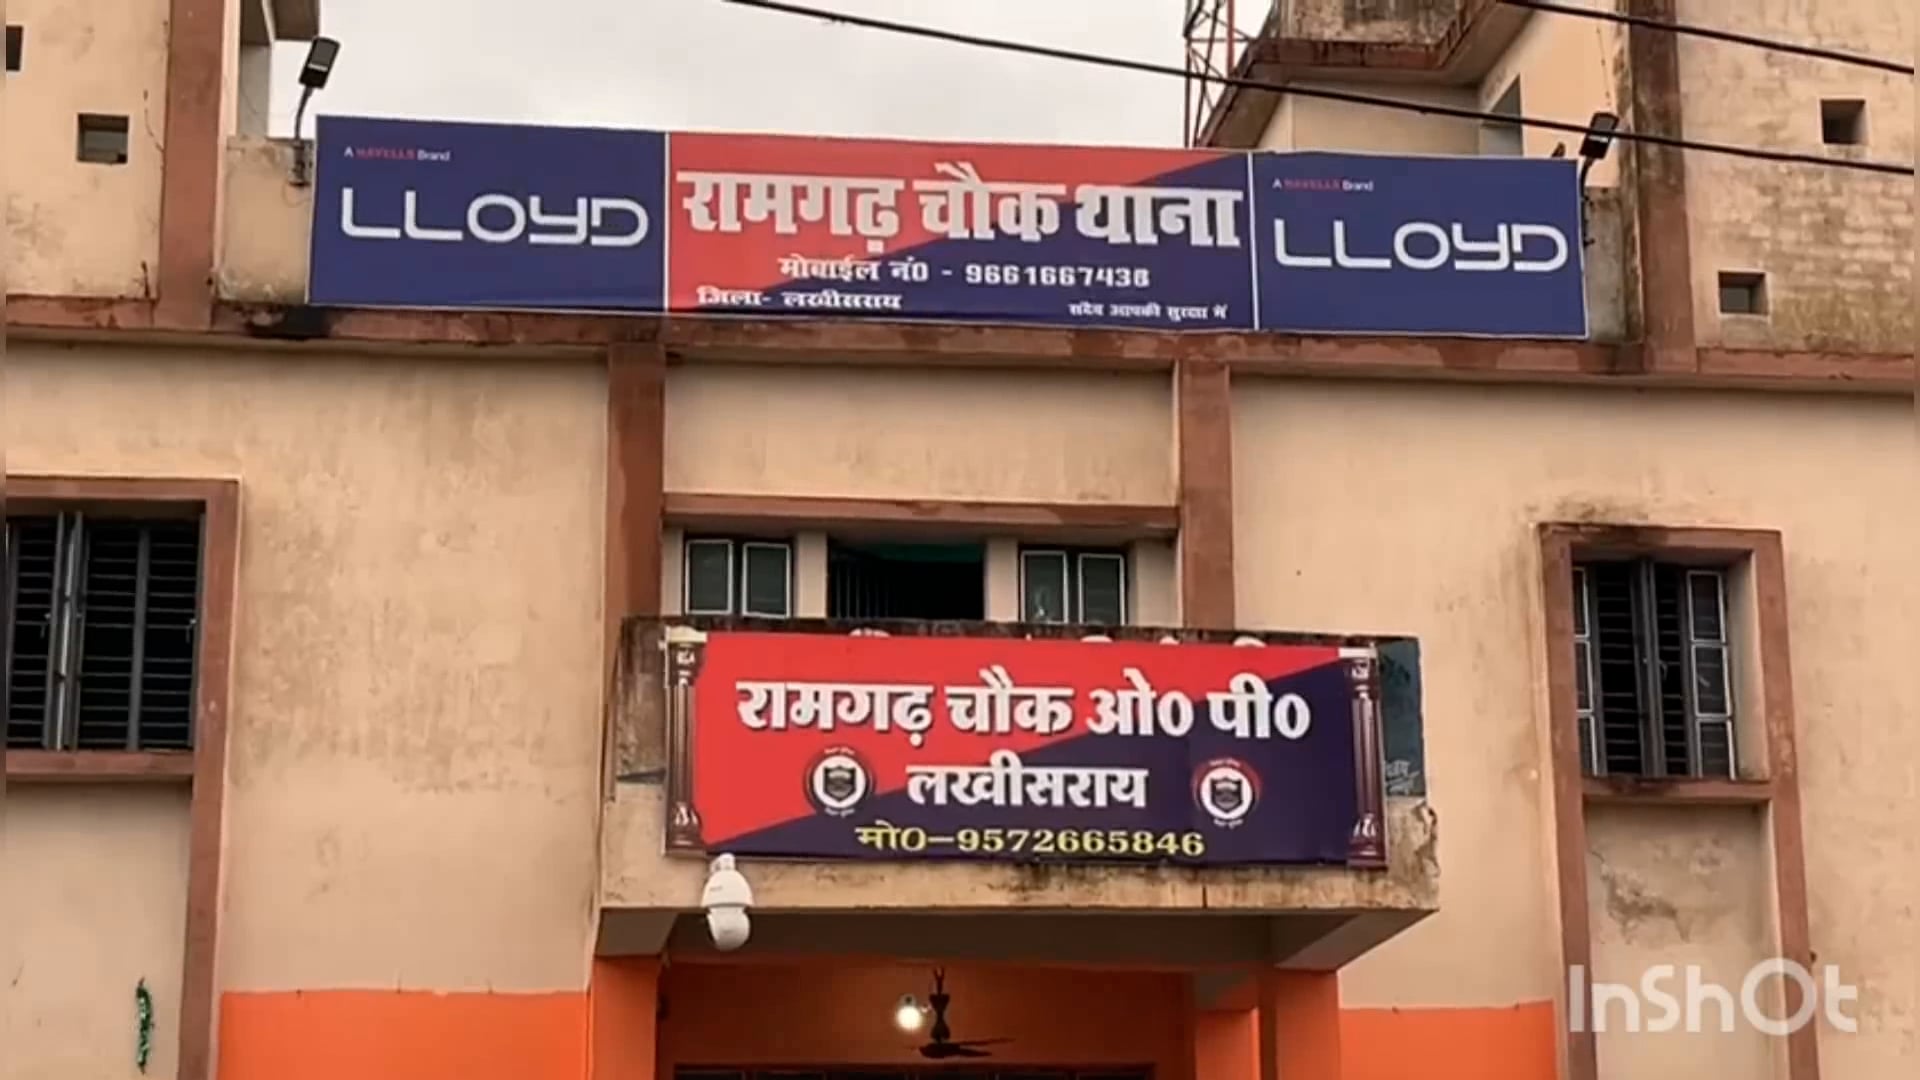 A HAVELLS Brand
LLOYD
रामगढ़ चौक थाना
मोबाईल नं0 - 9661667438
जिला- लखीसराय
सदैव आपकी सुरक्षा में
A HAVELLS Brand
LLOYD
रामगढ़ चौक ओ0 पी0
लखीसराय
मो0-9572665846
InShOt